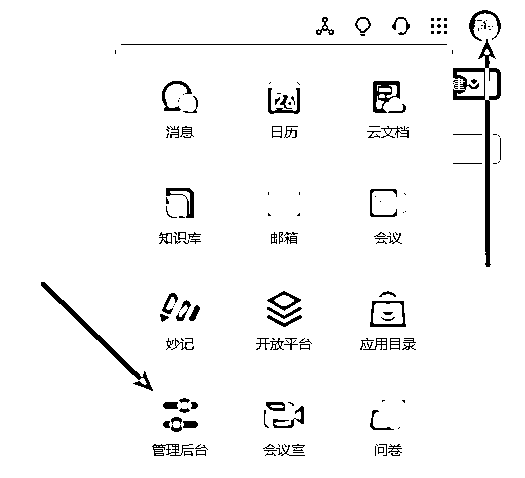 消息 日历 云文档
知识库 邮箱 会议
妙记 开放平台 应用目录
管理后台 会议室 问卷